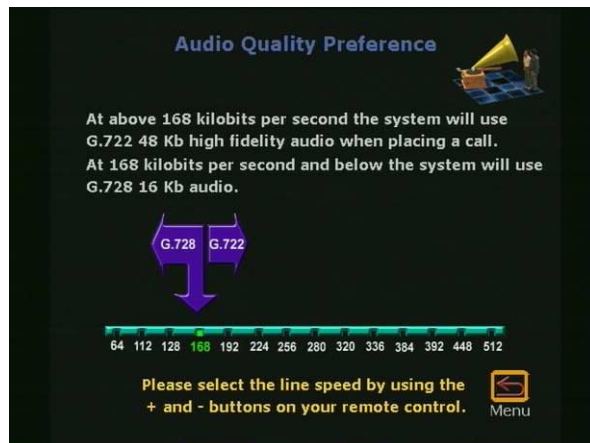 Audio Quality Preference
At above 168 kilobits per second the system will use
G.722 48 Kb high fidelity audio when placing a call.
At 168 kilobits per second and below the system will use
G.728 16 Kb audio.
G.728 G.722
64 112 128 168 192 224 256 280 320 336 384 392 448 512
Please select the line speed by using the
+ and - buttons on your remote control.
Menu